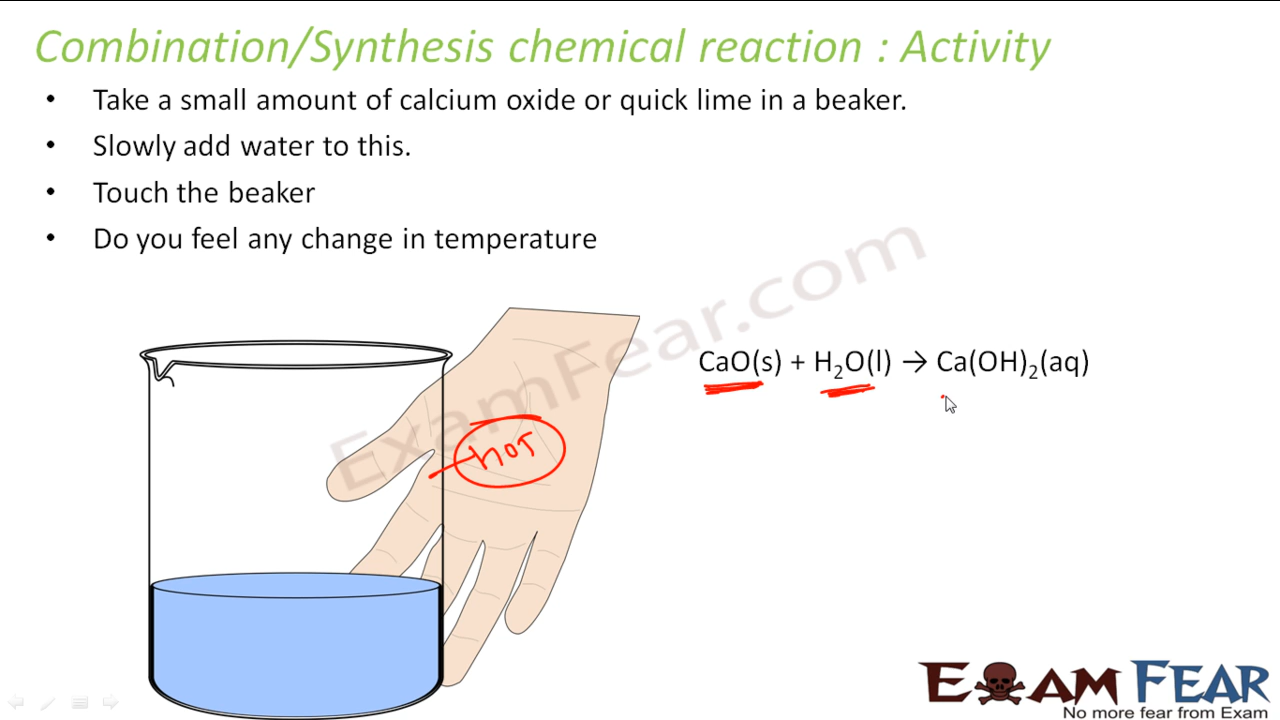 Combination/Synthesis chemical reaction : Activity
• Take a small amount of calcium oxide or quick lime in a beaker.
• Slowly add water to this.
• Touch the beaker
• Do you feel any change in temperature
ExamFear.com
CaO(s) + H₂O(l) → Ca(OH)₂(aq)
hot
EXAM FEAR
No more fear from Exam